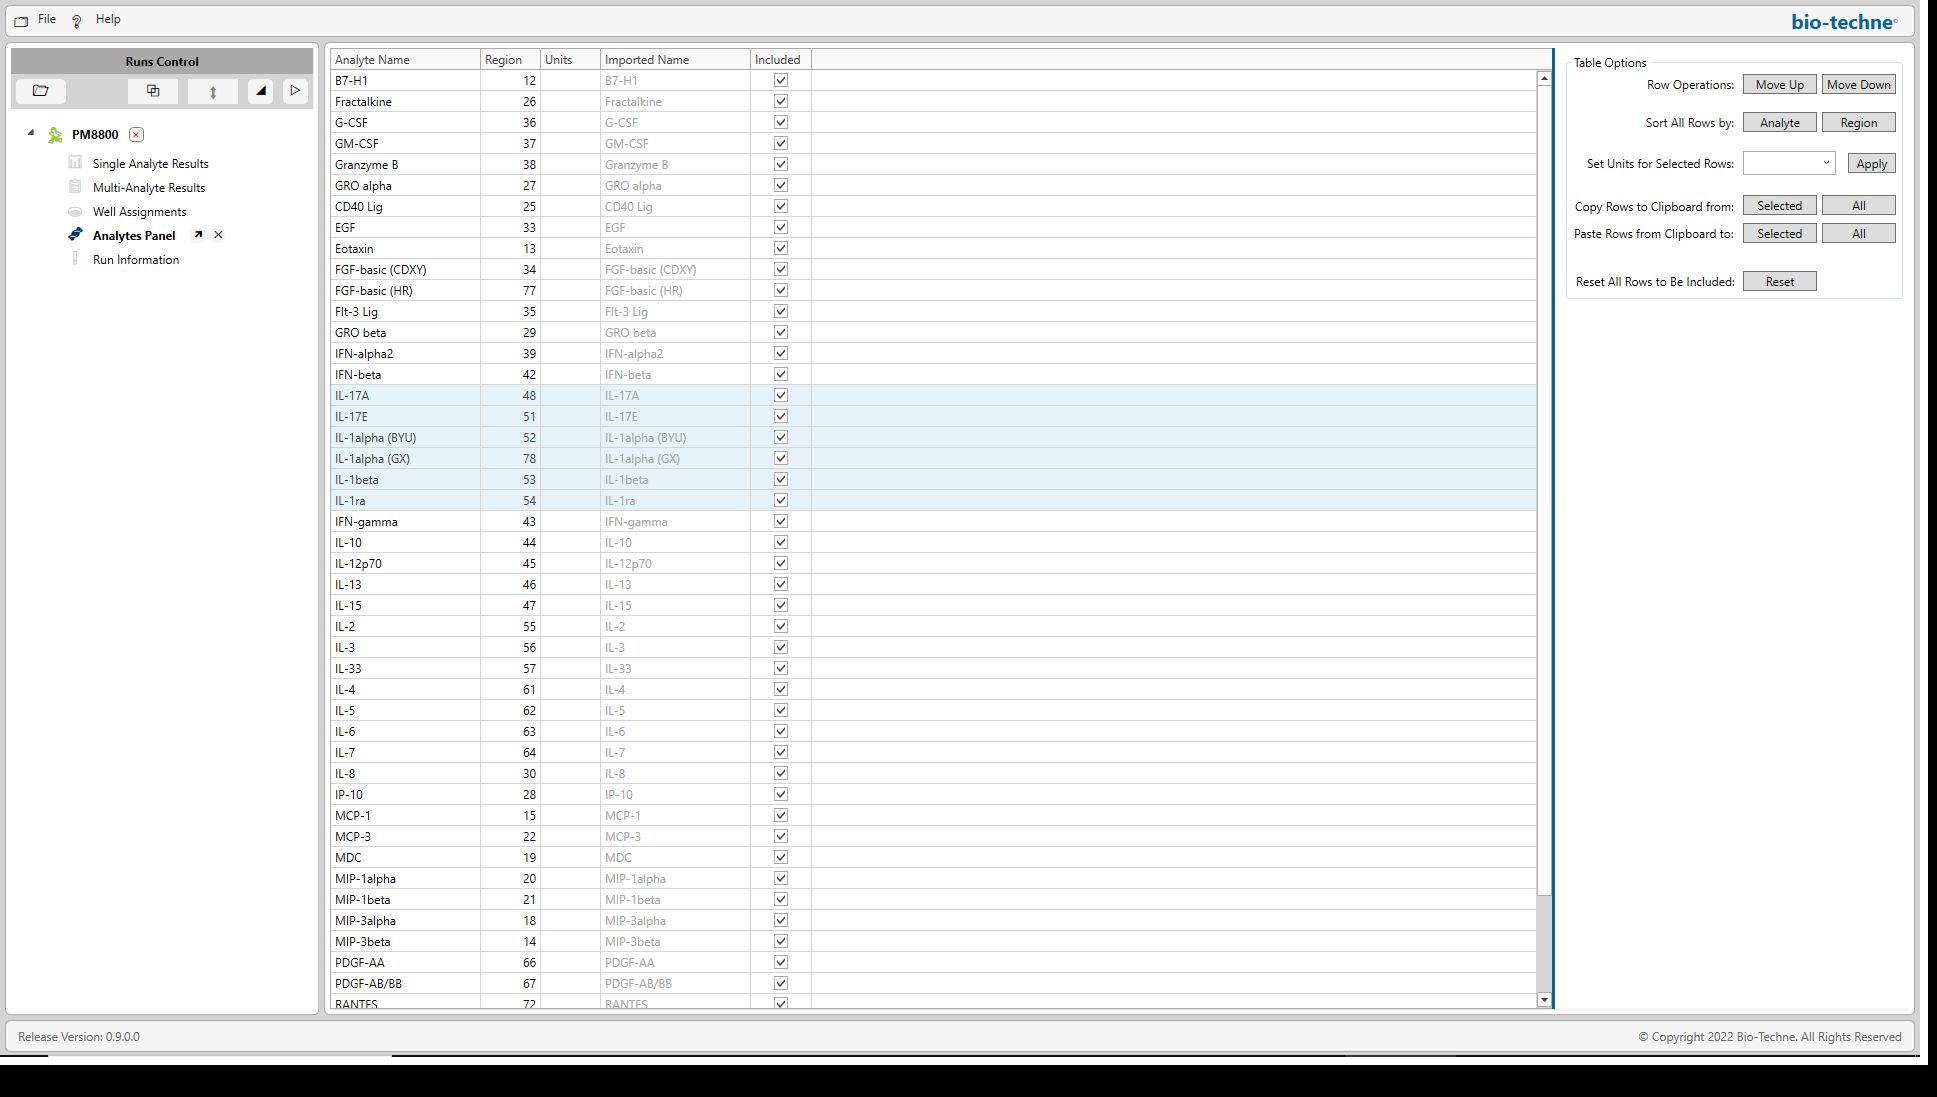 File Help bio-techne®
Runs Control
PM8800
Single Analyte Results
Multi-Analyte Results
Well Assignments
Analytes Panel
Run Information
Analyte Name Region Units Imported Name Included
B7-H1 12 B7-H1
Fractalkine 26 Fractalkine
G-CSF 36 G-CSF
GM-CSF 37 GM-CSF
Granzyme B 38 Granzyme B
GRO alpha 27 GRO alpha
CD40 Lig 25 CD40 Lig
EGF 33 EGF
Eotaxin 13 Eotaxin
FGF-basic (CDXY) 34 FGF-basic (CDXY)
FGF-basic (HR) 77 FGF-basic (HR)
Flt-3 Lig 35 Flt-3 Lig
GRO beta 29 GRO beta
IFN-alpha2 39 IFN-alpha2
IFN-beta 42 IFN-beta
IL-17A 48 IL-17A
IL-17E 51 IL-17E
IL-1alpha (BYU) 52 IL-1alpha (BYU)
IL-1alpha (GX) 78 IL-1alpha (GX)
IL-1beta 53 IL-1beta
IL-1ra 54 IL-1ra
IFN-gamma 43 IFN-gamma
IL-10 44 IL-10
IL-12p70 45 IL-12p70
IL-13 46 IL-13
IL-15 47 IL-15
IL-2 55 IL-2
IL-3 56 IL-3
IL-33 57 IL-33
IL-4 61 IL-4
IL-5 62 IL-5
IL-6 63 IL-6
IL-7 64 IL-7
IL-8 30 IL-8
IP-10 28 IP-10
MCP-1 15 MCP-1
MCP-3 22 MCP-3
MDC 19 MDC
MIP-1alpha 20 MIP-1alpha
MIP-1beta 21 MIP-1beta
MIP-3alpha 18 MIP-3alpha
MIP-3beta 14 MIP-3beta
PDGF-AA 66 PDGF-AA
PDGF-AB/BB 67 PDGF-AB/BB
RANTES 72 RANTES
Table Options
Row Operations: Move Up Move Down
Sort All Rows by: Analyte Region
Set Units for Selected Rows: Apply
Copy Rows to Clipboard from: Selected All
Paste Rows from Clipboard to: Selected All
Reset All Rows to Be Included: Reset
Release Version: 0.9.0.0 © Copyright 2022 Bio-Techne. All Rights Reserved